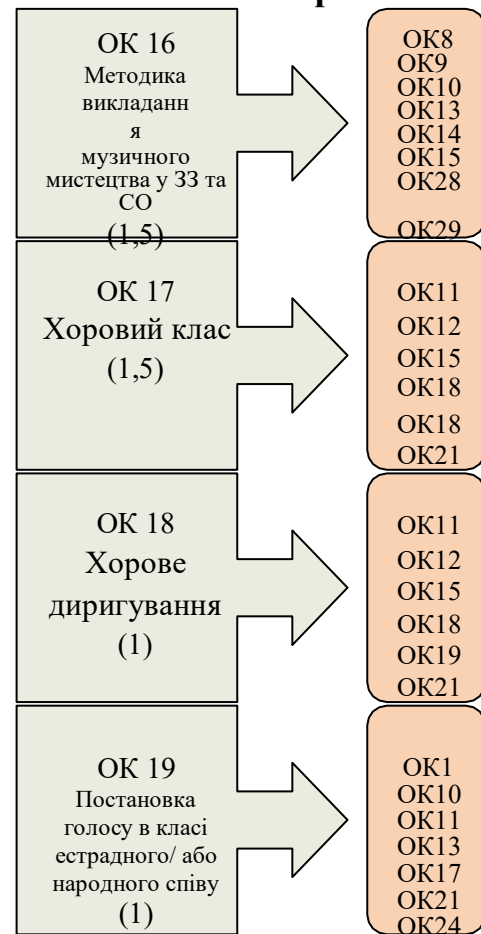 ОК 16
Методика
викладанн
я
музичного
мистецтва у ЗЗ та
СО
(1,5)
ОК8
ОК9
ОК10
ОК13
ОК14
ОК15
ОК28
ОК29
ОК 17
Хоровий клас
(1,5)
ОК11
ОК12
ОК15
ОК18
ОК18
ОК21
ОК 18
Хорове
диригування
(1)
ОК11
ОК12
ОК15
ОК18
ОК19
ОК21
ОК 19
Постановка
голосу в класі
естрадного/ або
народного співу
(1)
ОК1
ОК10
ОК11
ОК13
ОК17
ОК21
ОК24